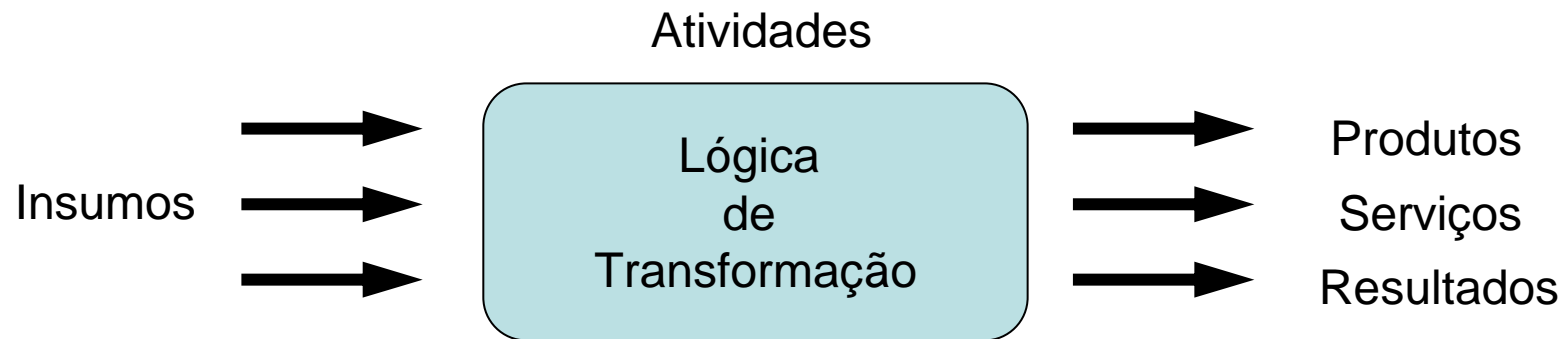 Atividades
Insumos
Lógica
de
Transformação
Produtos
Serviços
Resultados